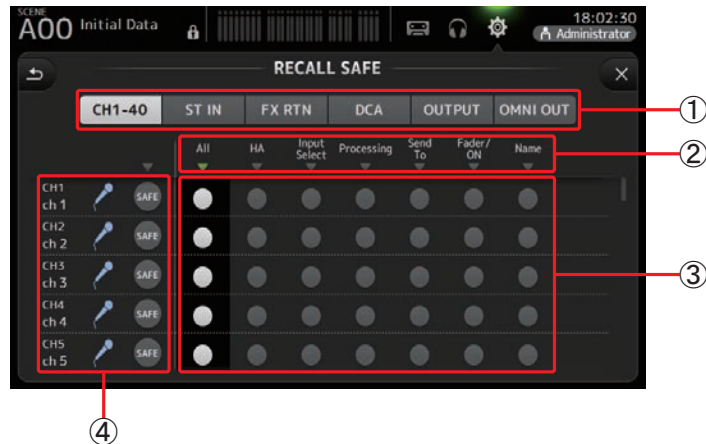 SCENE
A00 Initial Data
18:02:30
Administrator
RECALL SAFE
CH1-40 ST IN FX RTN DCA OUTPUT OMNI OUT
①
All HA Input Select Processing Send To Fader/ON Name
②
CH1
ch 1 SAFE
CH2
ch 2 SAFE
CH3
ch 3 SAFE
③
CH4
ch 4 SAFE
CH5
ch 5 SAFE
④